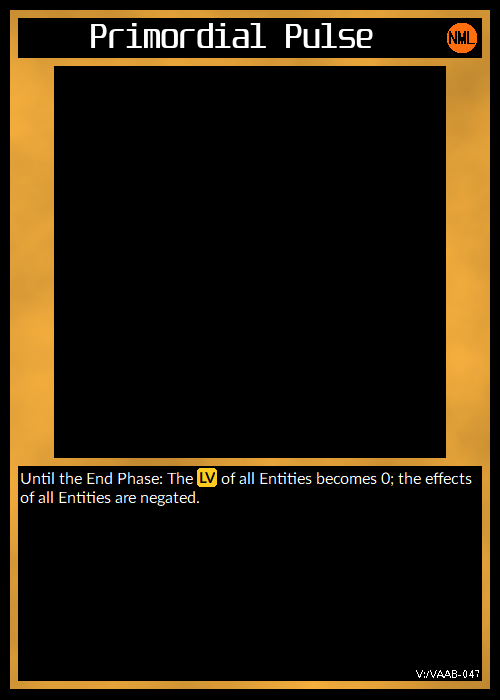 Primordial Pulse
NML
Until the End Phase: The LV of all Entities becomes 0; the effects
of all Entities are negated.
V:/VAAB-047